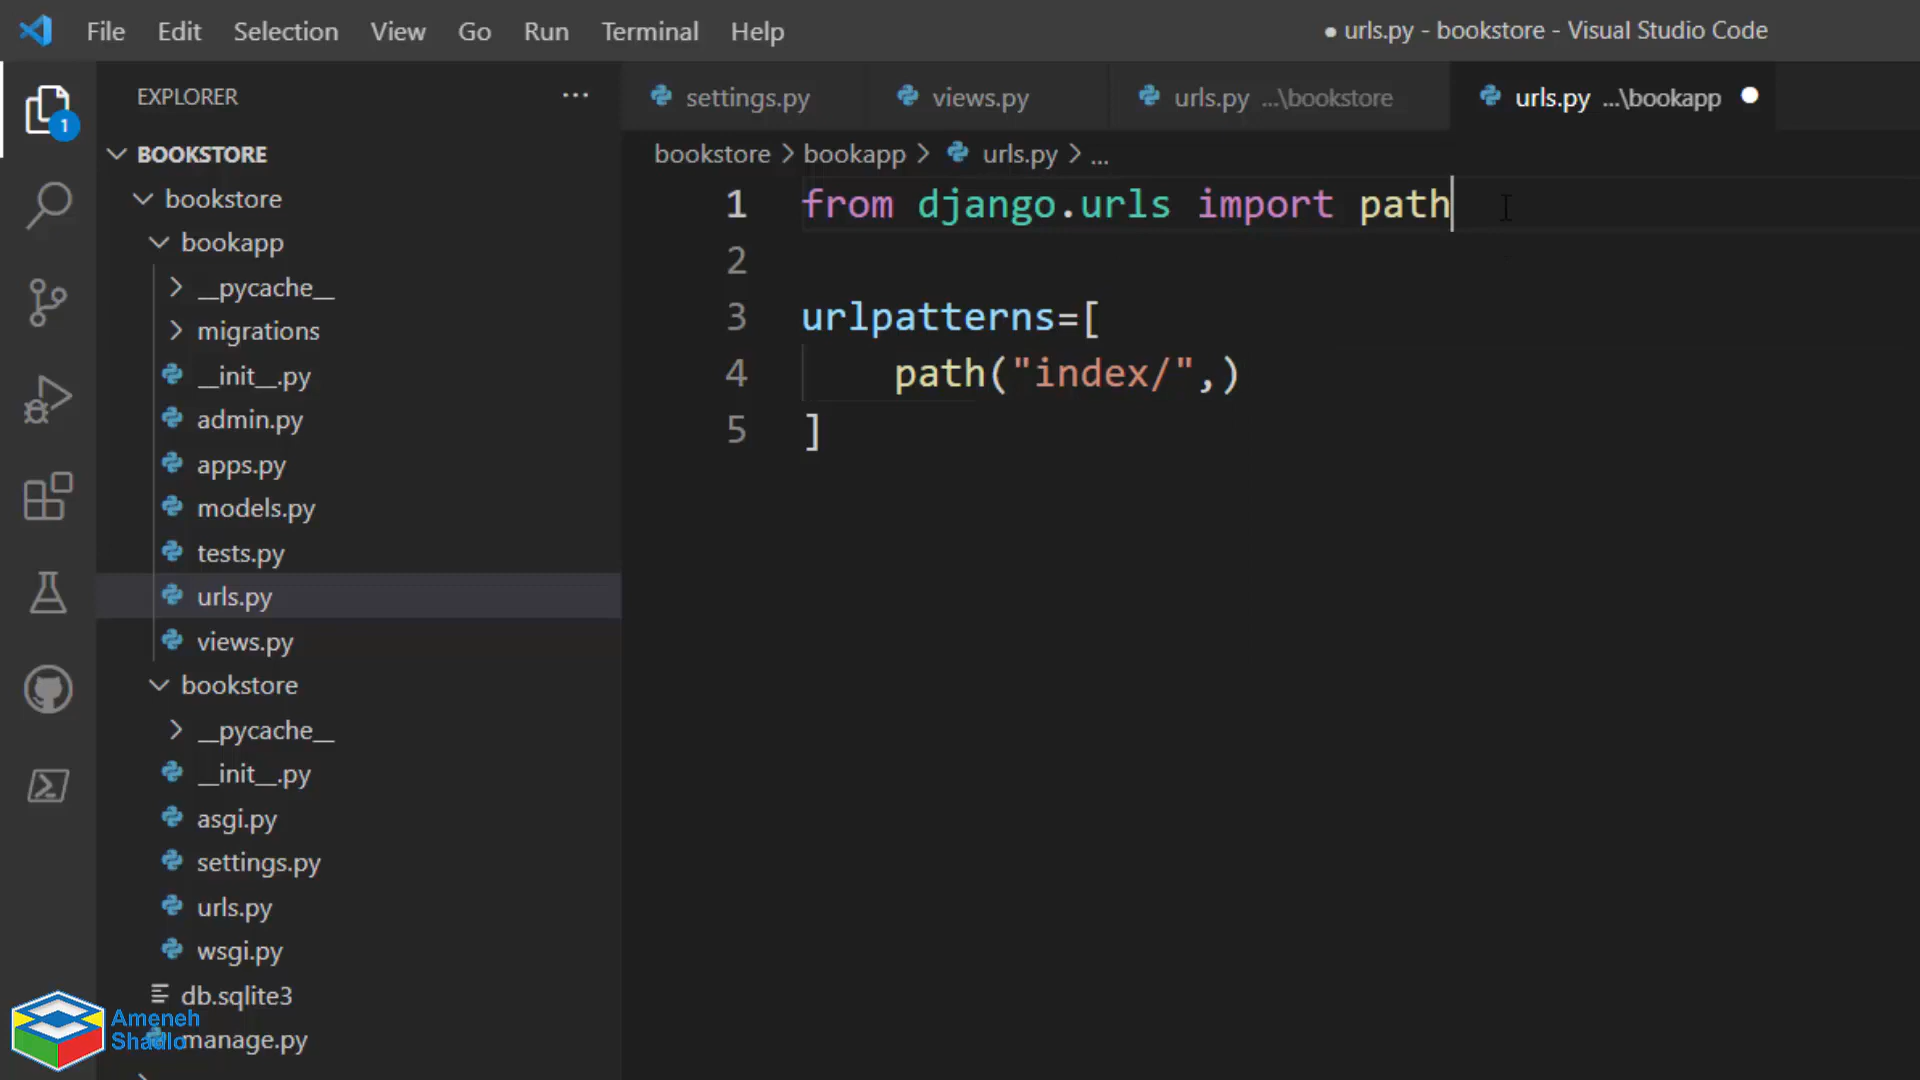 File Edit Selection View Go Run Terminal Help
● urls.py - bookstore - Visual Studio Code
EXPLORER ...
1
settings.py
views.py
urls.py ...\bookstore
urls.py ...\bookapp
bookstore > bookapp > urls.py > ...
BOOKSTORE
bookstore
bookapp
__pycache__
migrations
__init__.py
admin.py
apps.py
models.py
tests.py
urls.py
views.py
bookstore
__pycache__
__init__.py
asgi.py
settings.py
urls.py
wsgi.py
db.sqlite3
manage.py
1 from django.urls import path
2
3 urlpatterns=[
4     path("index/",)
5 ]
Ameneh
Shadlo